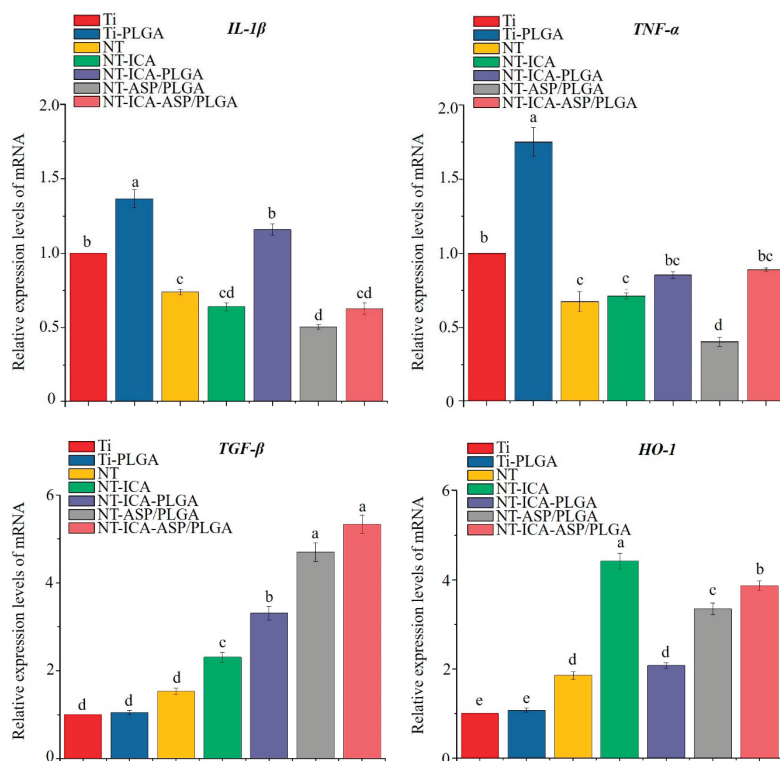 IL-1β
Ti
Ti-PLGA
NT
NT-ICA
NT-ICA-PLGA
NT-ASP/PLGA
NT-ICA-ASP/PLGA
Relative expression levels of mRNA
2.0
1.5
1.0
0.5
0
b
a
c
cd
b
d
cd
TNF-α
Ti
Ti-PLGA
NT
NT-ICA
NT-ICA-PLGA
NT-ASP/PLGA
NT-ICA-ASP/PLGA
Relative expression levels of mRNA
2.0
1.5
1.0
0.5
0
b
a
c
c
bc
d
bc
TGF-β
Ti
Ti-PLGA
NT
NT-ICA
NT-ICA-PLGA
NT-ASP/PLGA
NT-ICA-ASP/PLGA
Relative expression levels of mRNA
6
4
2
0
d
d
d
c
b
a
a
HO-1
Ti
Ti-PLGA
NT
NT-ICA
NT-ICA-PLGA
NT-ASP/PLGA
NT-ICA-ASP/PLGA
Relative expression levels of mRNA
6
4
2
0
e
e
d
a
d
c
b